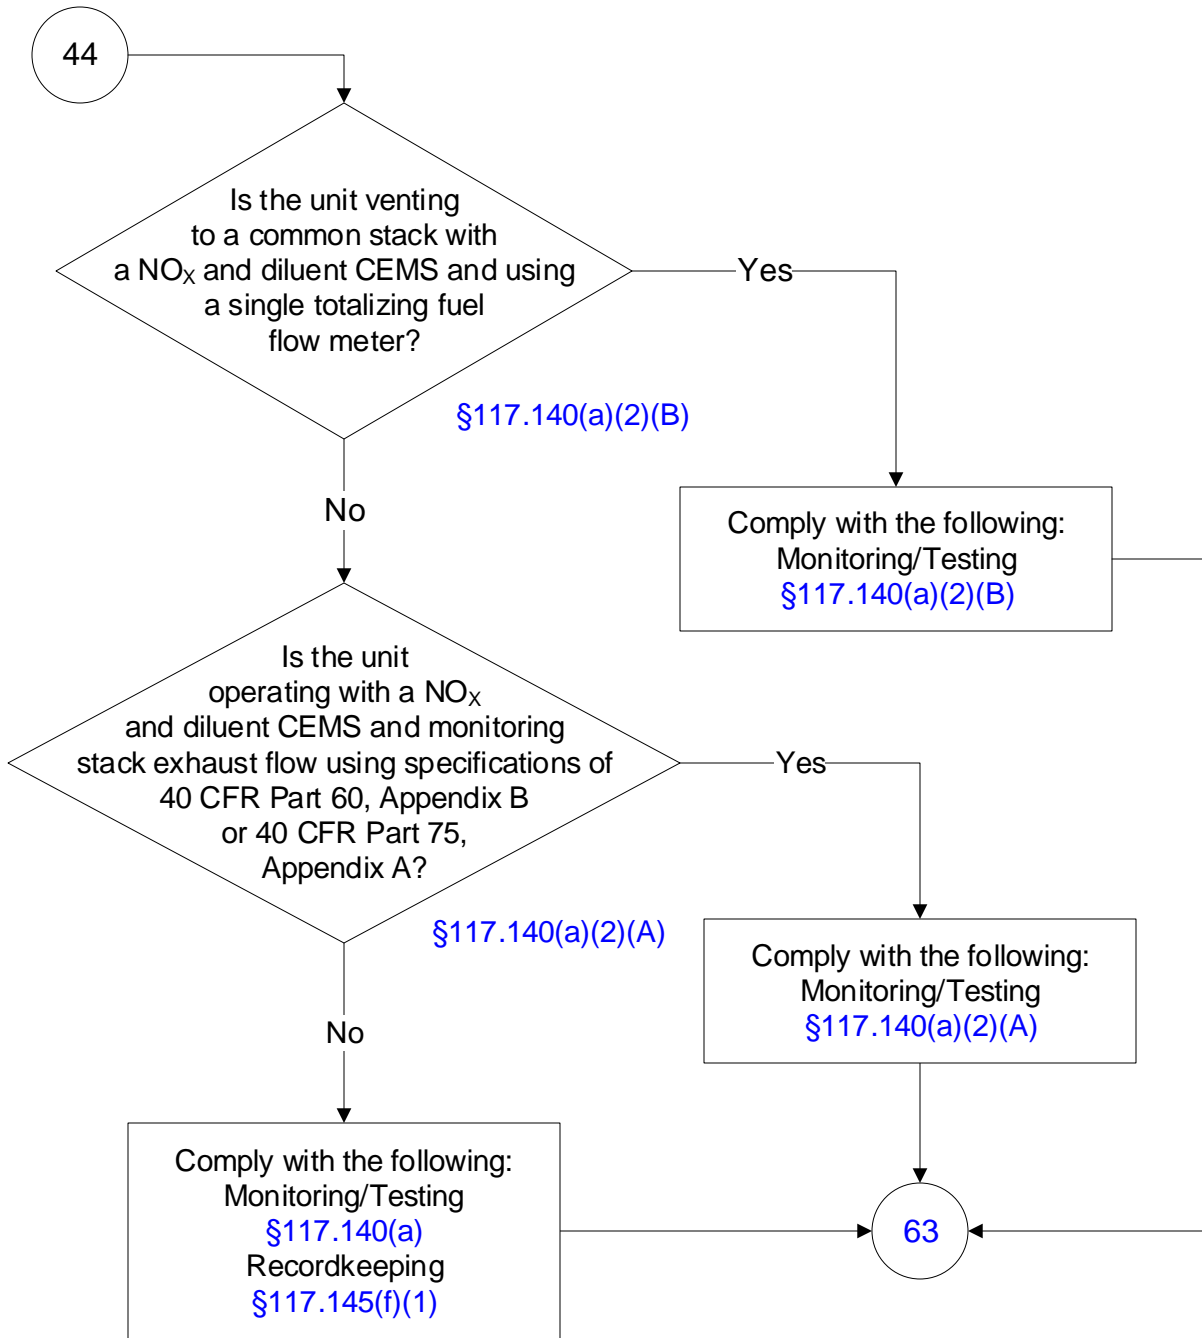 44
Is the unit venting
to a common stack with
a NOX and diluent CEMS and using
a single totalizing fuel
flow meter?
Yes
§117.140(a)(2)(B)
No
Comply with the following:
Monitoring/Testing
§117.140(a)(2)(B)
Is the unit
operating with a NOX
and diluent CEMS and monitoring
stack exhaust flow using specifications of
40 CFR Part 60, Appendix B
or 40 CFR Part 75,
Appendix A?
Yes
§117.140(a)(2)(A)
No
Comply with the following:
Monitoring/Testing
§117.140(a)(2)(A)
Comply with the following:
Monitoring/Testing
§117.140(a)
Recordkeeping
§117.145(f)(1)
63